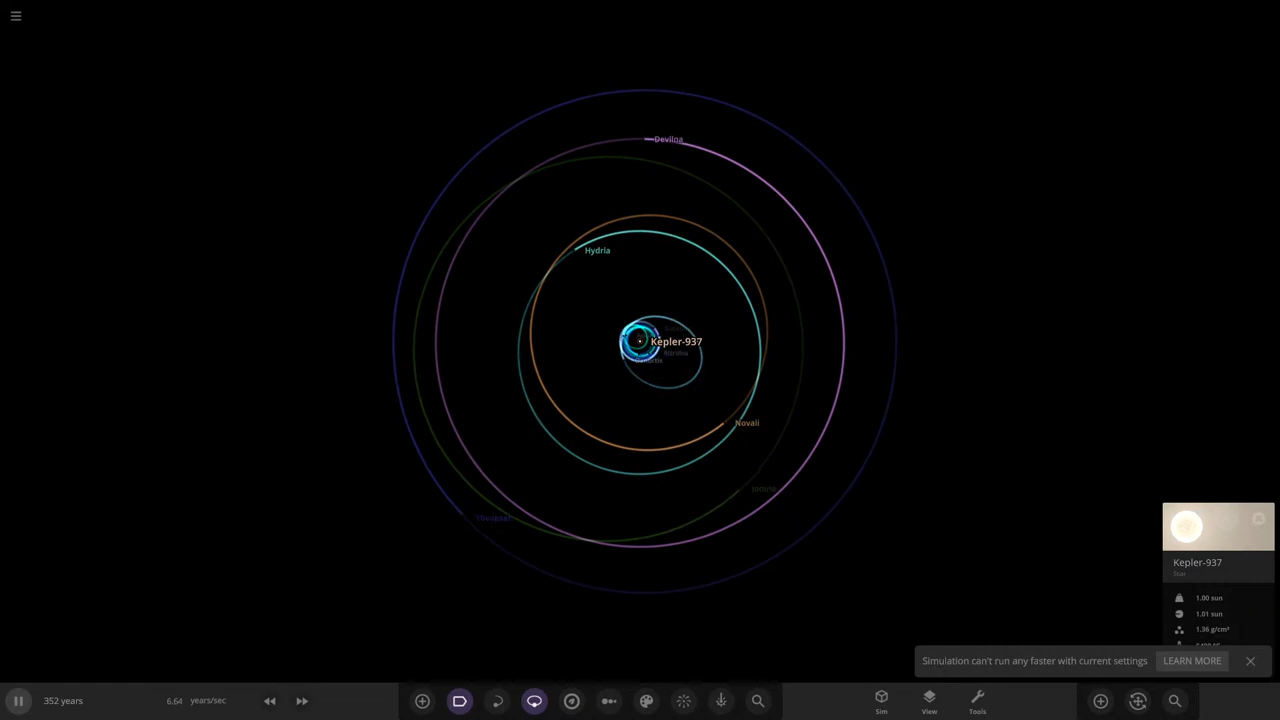 Devilna
Hydria
Kepler-937
Novali
Kepler-937
Star
1.00 sun
1.01 sun
1.36 g/cm³
Simulation can't run any faster with current settings
LEARN MORE
352 years
6.64 years/sec
Sim
View
Tools